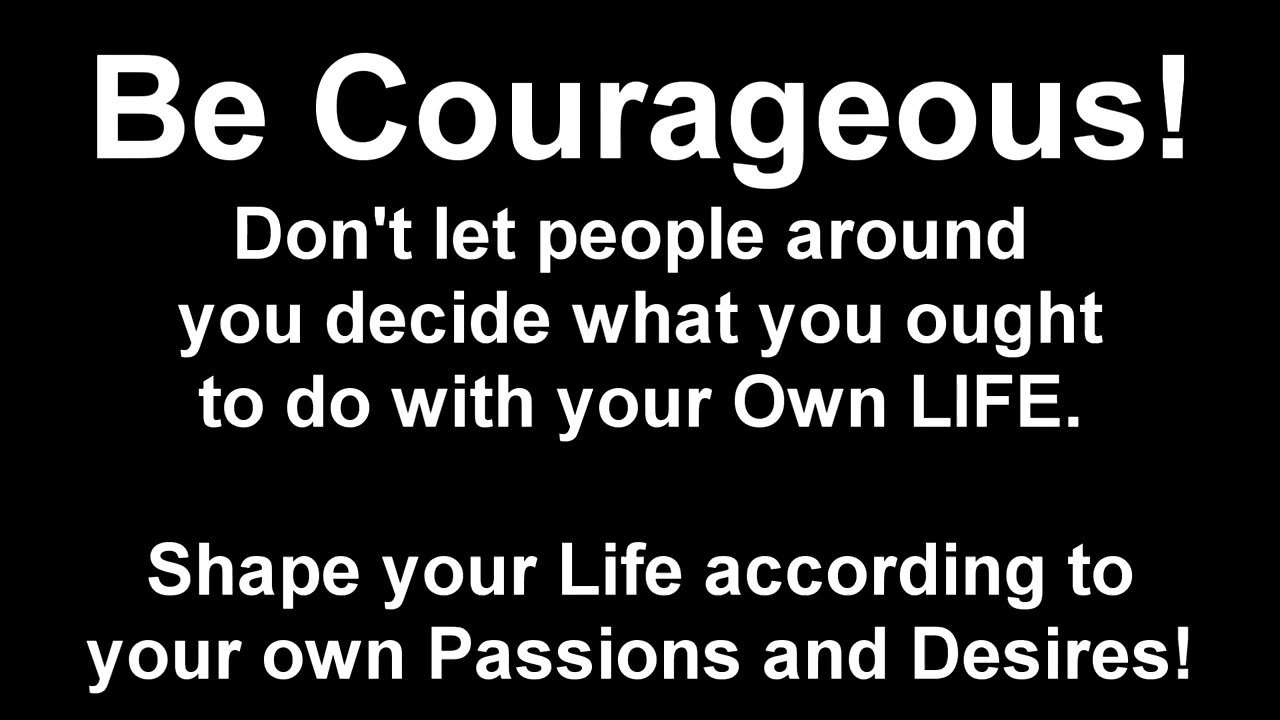 Be Courageous!
Don't let people around
you decide what you ought
to do with your Own LIFE.
Shape your Life according to
your own Passions and Desires!